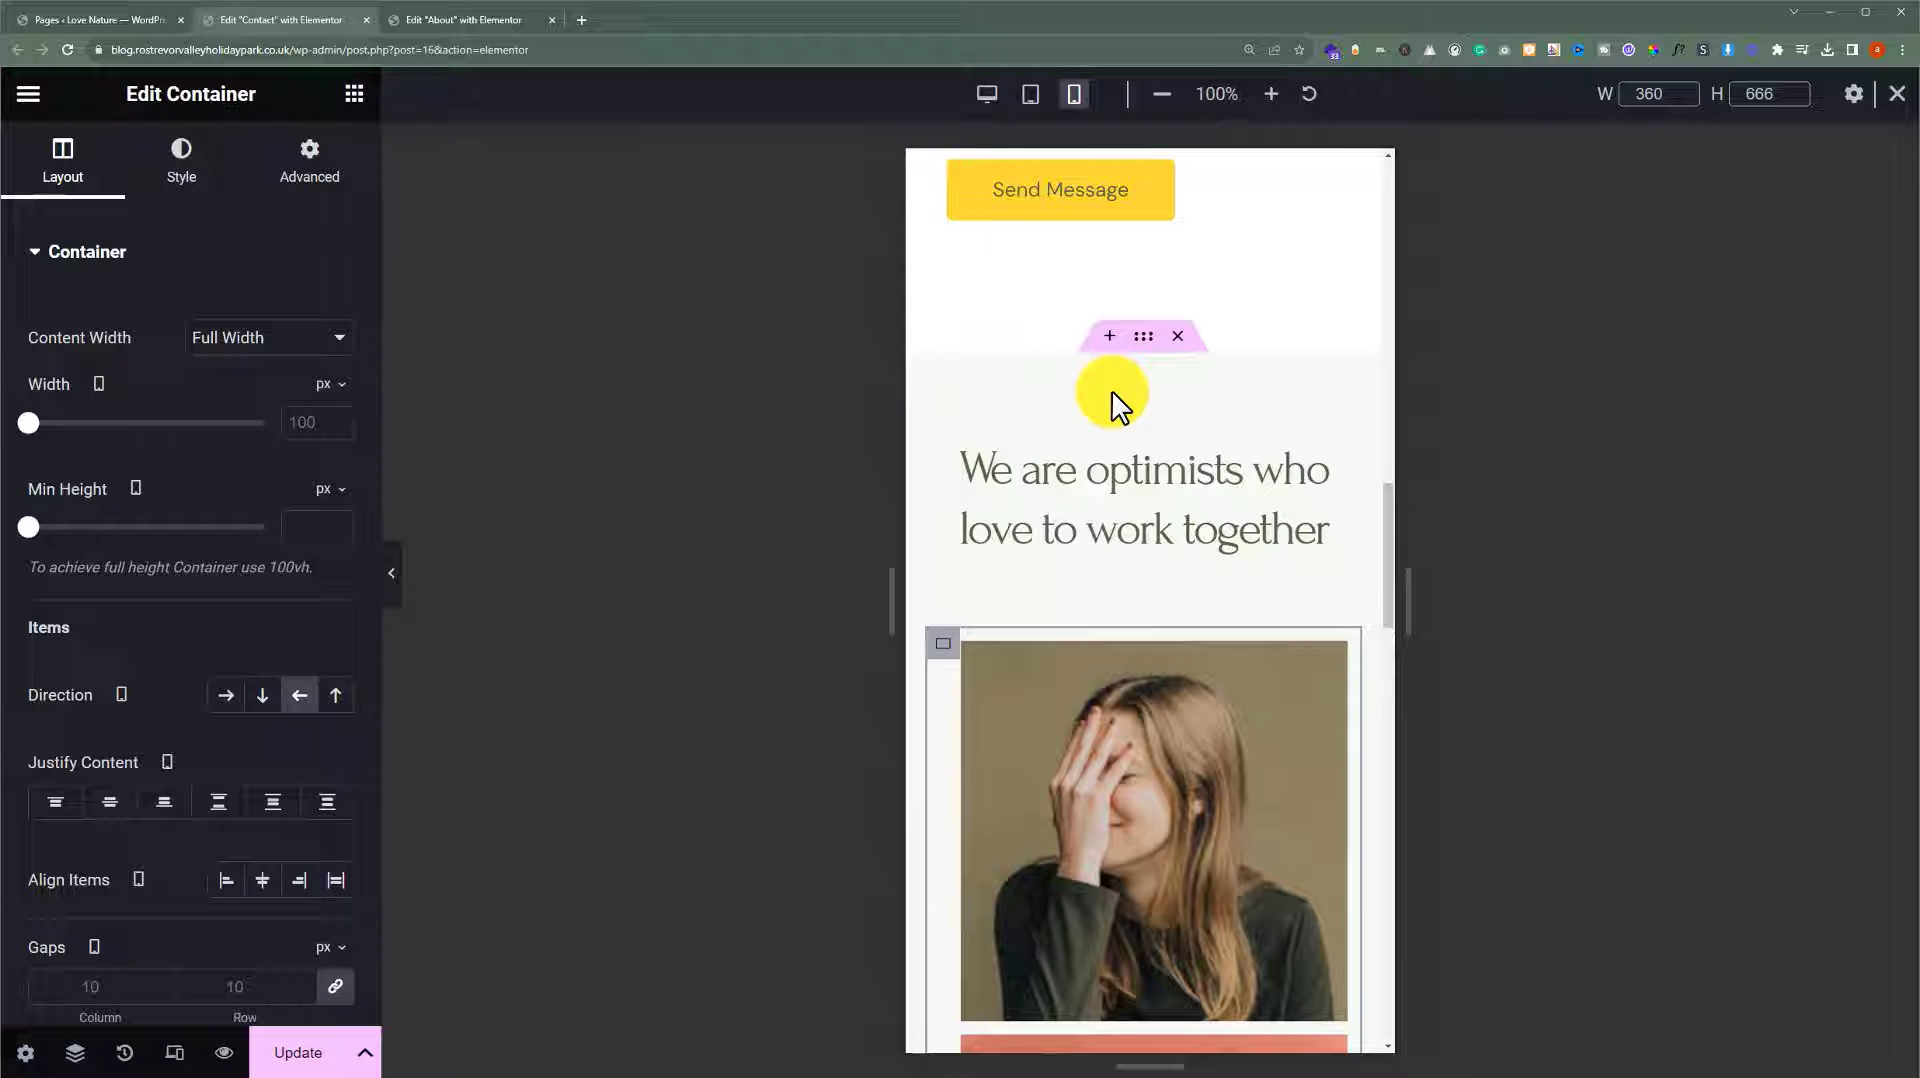 Pages ‹ Love Nature — WordPr
Edit "Contact" with Elementor
Edit "About" with Elementor
blog.rostrevorvalleyholidaypark.co.uk/wp-admin/post.php?post=16&action=elementor
33
a
Edit Container
100%
W 360 H 666
Layout
Style
Advanced
Container
Content Width
Full Width
Width
px
100
Min Height
px
To achieve full height Container use 100vh.
Items
Direction
Justify Content
Align Items
Gaps
px
10
10
Column
Row
Update
Send Message
We are optimists who
love to work together